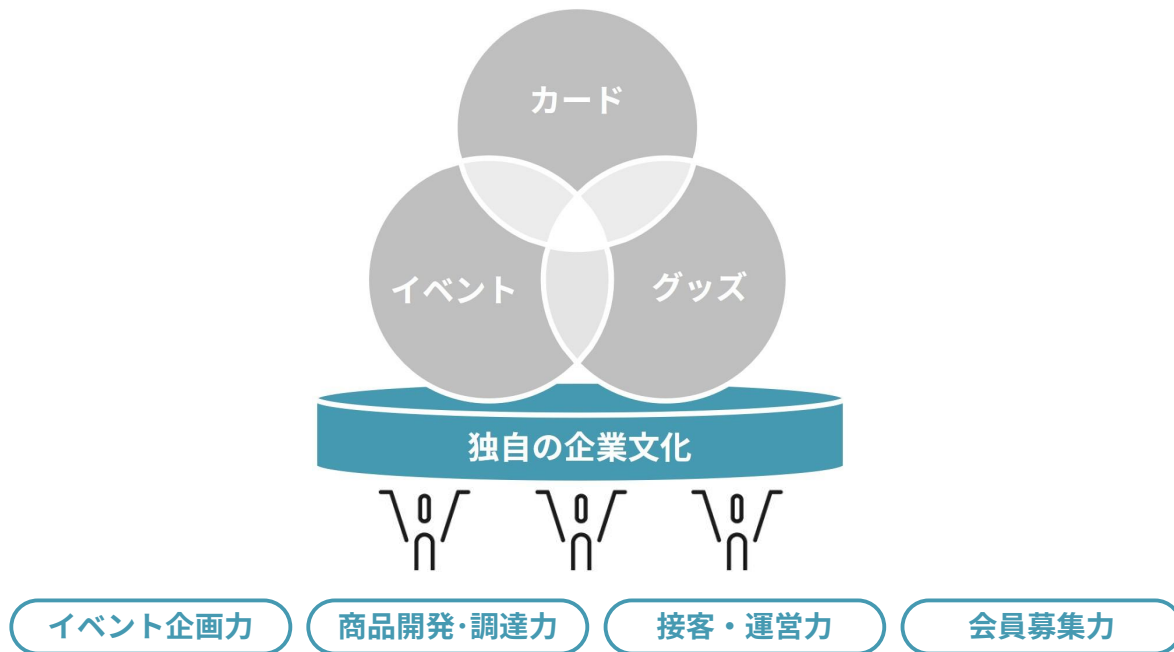 カード
イベント
グッズ
独自の企業文化
イベント企画力
商品開発･調達力
接客・運営力
会員募集力